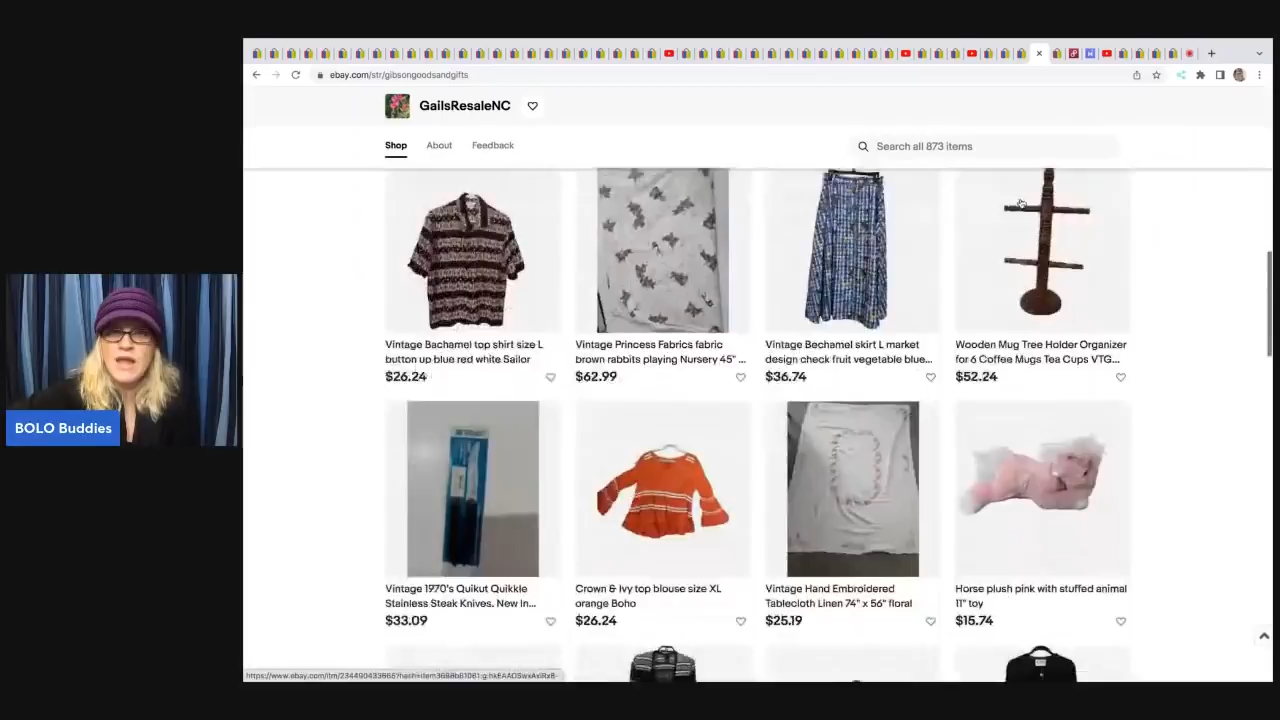 ebay.com/str/gibsongoodsandgifts
GailsResaleNC
Shop About Feedback
Search all 873 items
Vintage Bachamel top shirt size L
button up blue red white Sailor
$26.24
Vintage Princess Fabrics fabric
brown rabbits playing Nursery 45" ...
$62.99
Vintage Bechamel skirt L market
design check fruit vegetable blue...
$36.74
Wooden Mug Tree Holder Organizer
for 6 Coffee Mugs Tea Cups VTG...
$52.24
BOLO Buddies
Vintage 1970's Quikut Quikkle
Stainless Steak Knives. New In...
$33.09
Crown & Ivy top blouse size XL
orange Boho
$26.24
Vintage Hand Embroidered
Tablecloth Linen 74" x 56" floral
$25.19
Horse plush pink with stuffed animal
11" toy
$15.74